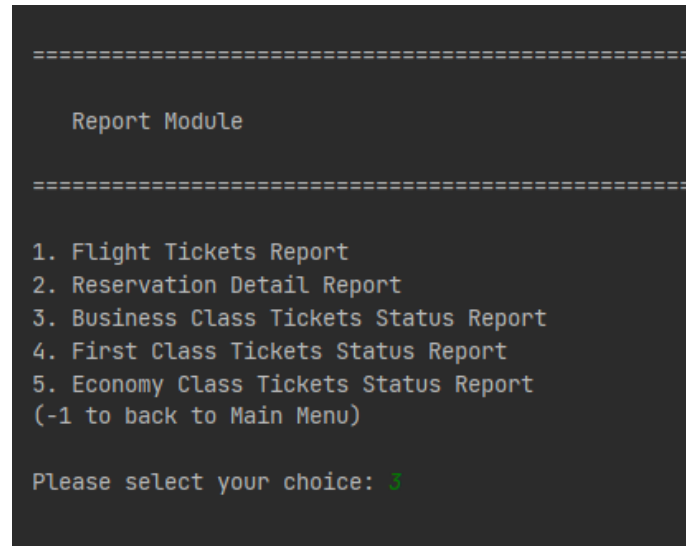 ==================================================
Report Module
==================================================
1. Flight Tickets Report
2. Reservation Detail Report
3. Business Class Tickets Status Report
4. First Class Tickets Status Report
5. Economy Class Tickets Status Report
(-1 to back to Main Menu)
Please select your choice: 3